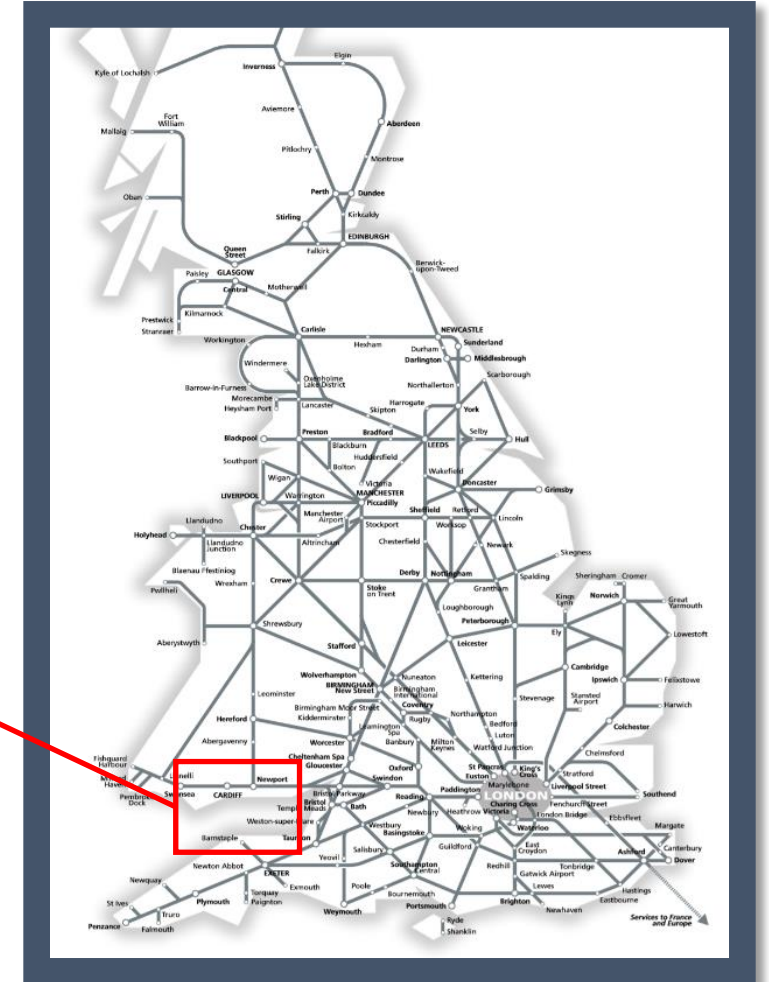 Elgin
Inverness
Kyle of Lochalsh
Aviemore
Fort
William
Aberdeen
Mallaig
Pitlochry
Montrose
Perth
Dundee
Oban
Stirling
Kirkcaldy
EDINBURGH
Queen
Street
Falkirk
Berwick-
upon-Tweed
Paisley
GLASGOW
Central
Motherwell
Kilmarnock
Prestwick
Stranraer
Carlisle
NEWCASTLE
Workington
Hexham
Durham
Sunderland
Darlington
Middlesbrough
Windermere
Scarborough
Oxenholme
Lake District
Barrow-in-Furness
Northallerton
Morecambe
Harrogate
Heysham Port
Lancaster
Skipton
York
Blackpool
Preston
Bradford
Selby
Hull
Blackburn
LEEDS
Huddersfield
Southport
Bolton
Wakefield
Wigan
Victoria
Doncaster
LIVERPOOL
Warrington
MANCHESTER
Piccadilly
Grimsby
Manchester
Airport
Sheffield
Retford
Llandudno
Chester
Stockport
Worksop
Lincoln
Holyhead
Llandudno
Junction
Altrincham
Chesterfield
Newark
Skegness
Blaenau Ffestiniog
Wrexham
Crewe
Derby
Nottingham
Spalding
Sheringham
Cromer
Pwllheli
Stoke
on Trent
Grantham
Kings
Lynn
Norwich
Great
Yarmouth
Loughborough
Shrewsbury
Peterborough
Aberystwyth
Stafford
Leicester
Ely
Lowestoft
Wolverhampton
Nuneaton
Kettering
Cambridge
BIRMINGHAM
New Street
Birmingham
International
Ipswich
Felixstowe
Leominster
Birmingham Moor Street
Coventry
Stevenage
Stansted
Airport
Harwich
Hereford
Kidderminster
Leamington
Spa
Rugby
Northampton
Bedford
Colchester
Abergavenny
Worcester
Banbury
Milton
Keynes
Luton
Watford Junction
Chelmsford
Cheltenham Spa
Gloucester
Oxford
St Pancras
King's
Cross
Stratford
Fishguard
Harbour
Llanelli
Newport
Swindon
Euston
Marylebone
Liverpool Street
Milford
Haven
Swansea
CARDIFF
Bristol Parkway
Reading
Paddington
LONDON
Southend
Pembroke
Dock
Bristol
Temple Meads
Bath
Newbury
Heathrow
Victoria
Charing Cross
Fenchurch Street
London Bridge
Ebbsfleet
Weston-super-Mare
Westbury
Basingstoke
Woking
Waterloo
Margate
Barnstaple
Taunton
Salisbury
Guildford
East
Croydon
Canterbury
Yeovil
Redhill
Tonbridge
Ashford
Dover
Newton Abbot
EXETER
Southampton
Central
Gatwick Airport
Newquay
Exmouth
Poole
Lewes
Hastings
St Ives
Plymouth
Torquay
Paignton
Bournemouth
Portsmouth
Brighton
Eastbourne
Truro
Weymouth
Newhaven
Penzance
Falmouth
Ryde
Shanklin
Services to France
and Europe